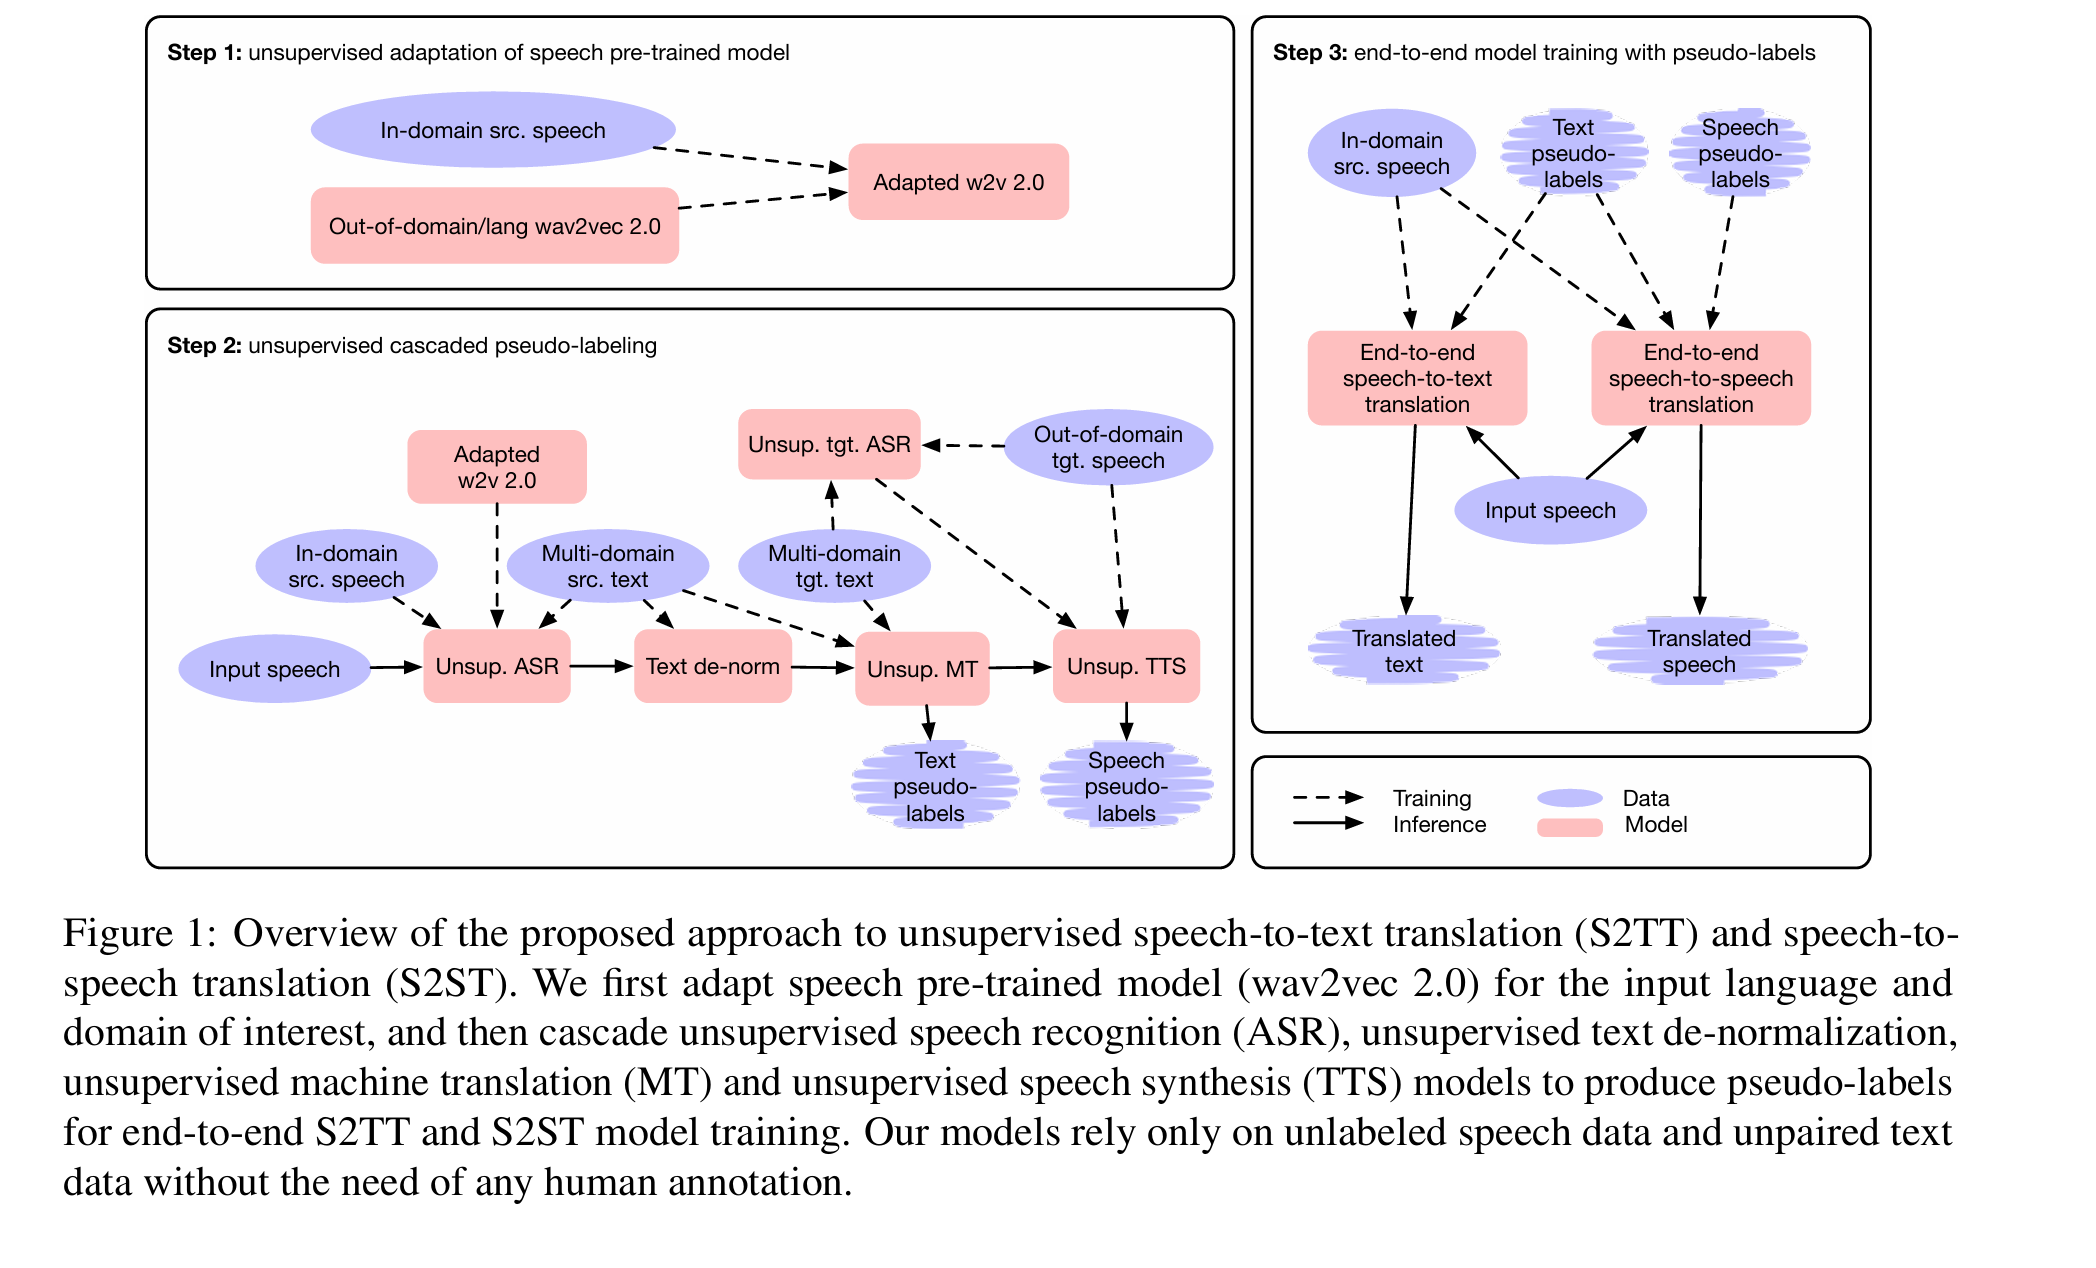 Step 1: unsupervised adaptation of speech pre-trained model
In-domain src. speech
Out-of-domain/lang wav2vec 2.0
Adapted w2v 2.0
Step 2: unsupervised cascaded pseudo-labeling
Adapted
w2v 2.0
Unsup. tgt. ASR
Out-of-domain
tgt. speech
In-domain
src. speech
Multi-domain
src. text
Multi-domain
tgt. text
Input speech
Unsup. ASR
Text de-norm
Unsup. MT
Unsup. TTS
Text
pseudo-
labels
Speech
pseudo-
labels
Step 3: end-to-end model training with pseudo-labels
In-domain
src. speech
Text
pseudo-
labels
Speech
pseudo-
labels
End-to-end
speech-to-text
translation
End-to-end
speech-to-speech
translation
Input speech
Translated
text
Translated
speech
Training
Inference
Data
Model
Figure 1: Overview of the proposed approach to unsupervised speech-to-text translation (S2TT) and speech-to-
speech translation (S2ST). We first adapt speech pre-trained model (wav2vec 2.0) for the input language and
domain of interest, and then cascade unsupervised speech recognition (ASR), unsupervised text de-normalization,
unsupervised machine translation (MT) and unsupervised speech synthesis (TTS) models to produce pseudo-labels
for end-to-end S2TT and S2ST model training. Our models rely only on unlabeled speech data and unpaired text
data without the need of any human annotation.